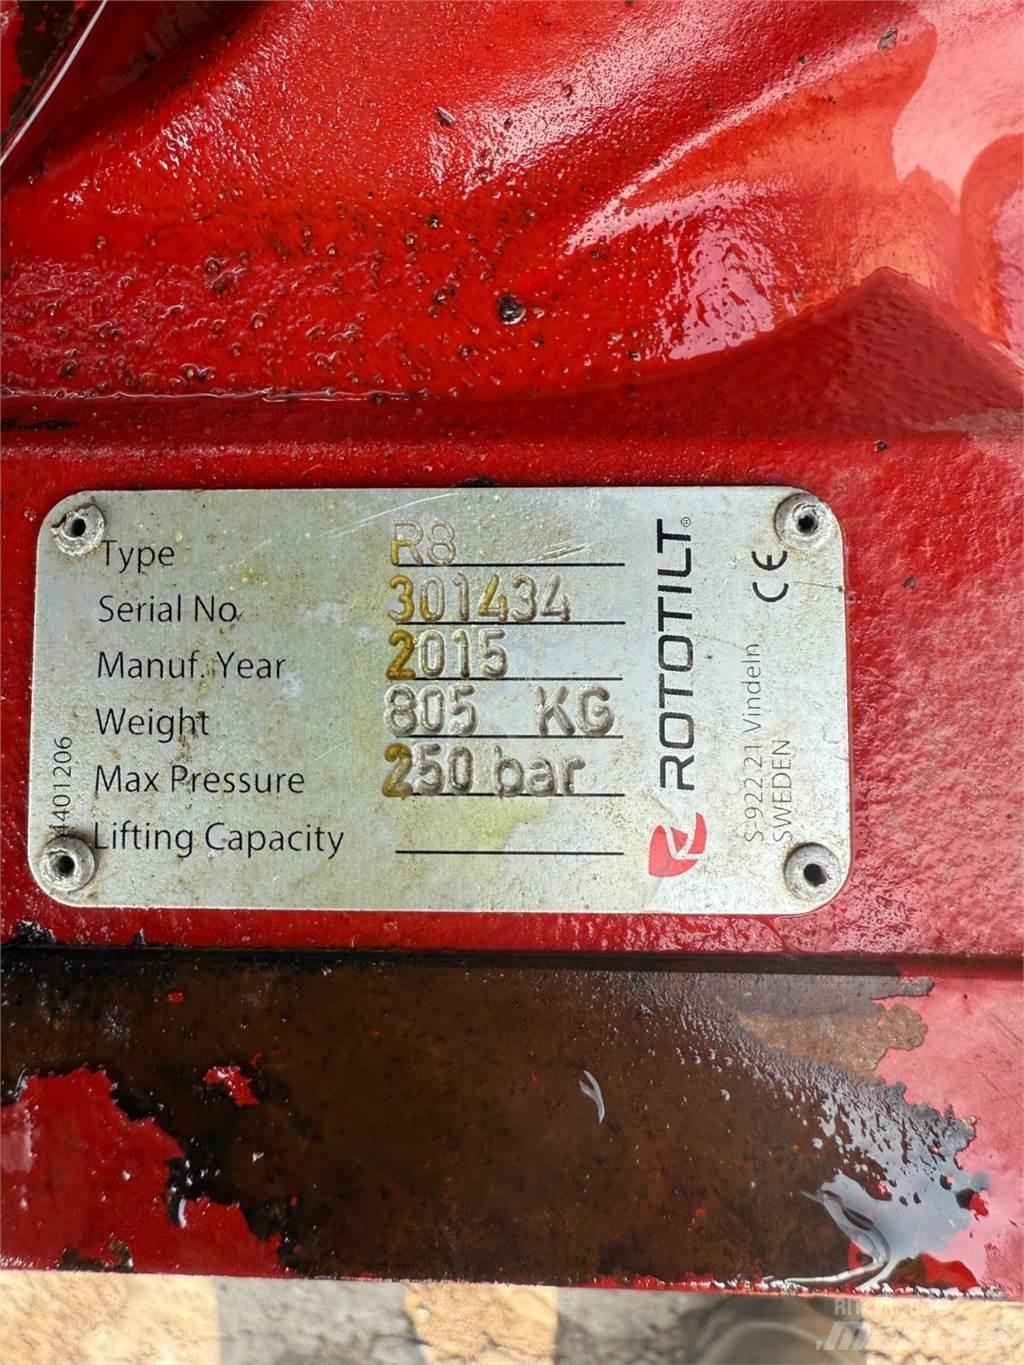 Type R8
Serial No 301434
Manuf. Year 2015
Weight 805 KG
Max Pressure 250 bar
Lifting Capacity
4401206
ROTOTILT®
CE
S-922 21 Vindeln
SWEDEN